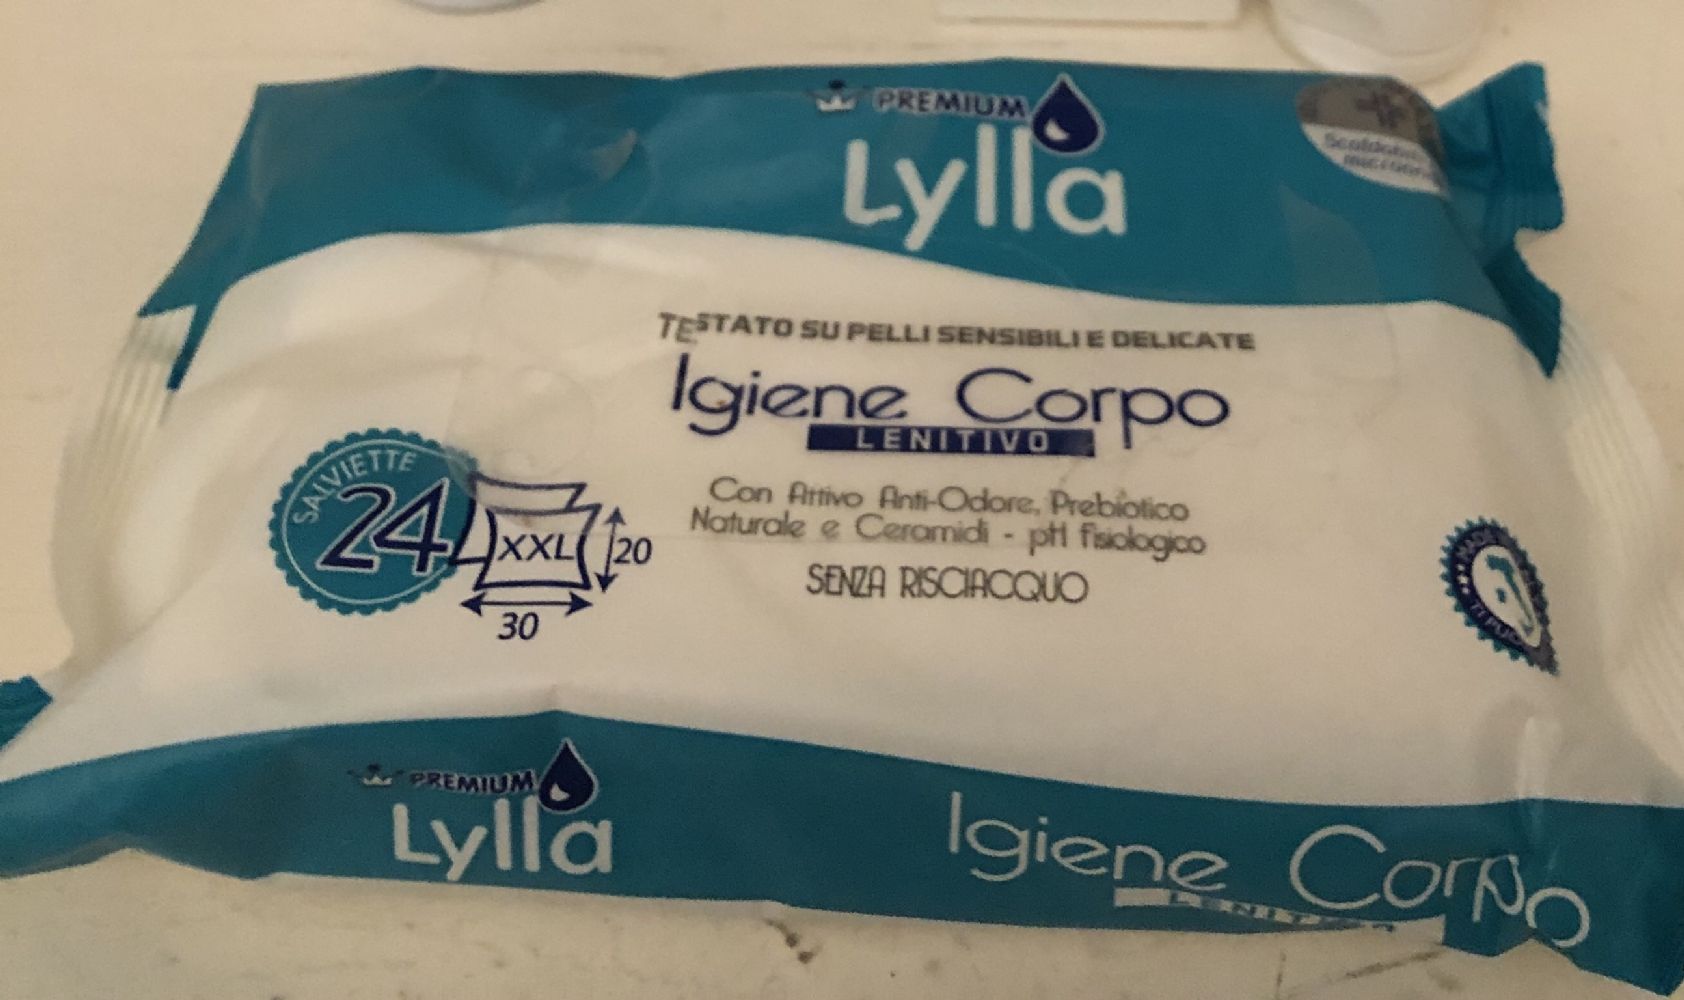 PREMIUM
Lylla
TESTATO SU PELLI SENSIBILI E DELICATE
Igiene Corpo
LENITIVO
SALVIETTE
24
XXL
20
30
Con Attivo Anti-Odore, Prebiotico
Naturale e Ceramidi - pH fisiologico
SENZA RISCIACQUO
PREMIUM
Lylla
Igiene Corpo